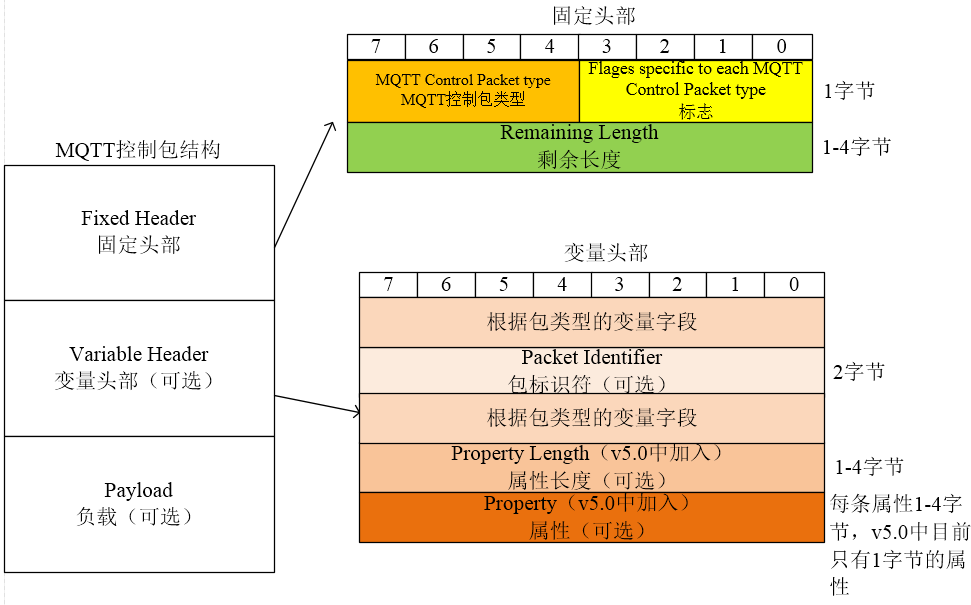 固定头部
7 6 5 4 3 2 1 0
MQTT Control Packet type
MQTT控制包类型
Flages specific to each MQTT
Control Packet type
标志
1字节
Remaining Length
剩余长度
1-4字节
MQTT控制包结构
Fixed Header
固定头部
Variable Header
变量头部（可选）
Payload
负载（可选）
变量头部
7 6 5 4 3 2 1 0
根据包类型的变量字段
Packet Identifier
包标识符（可选）
2字节
根据包类型的变量字段
Property Length（v5.0中加入）
属性长度（可选）
1-4字节
Property（v5.0中加入）
属性（可选）
每条属性1-4字
节，v5.0中目前
只有1字节的属
性